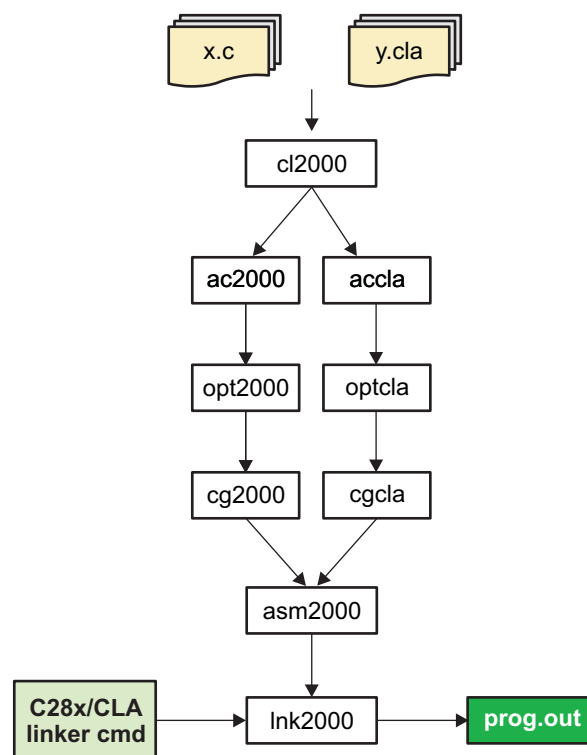 x.c
y.cla
cl2000
ac2000
accla
opt2000
optcla
cg2000
cgcla
asm2000
C28x/CLA
linker cmd
lnk2000
prog.out